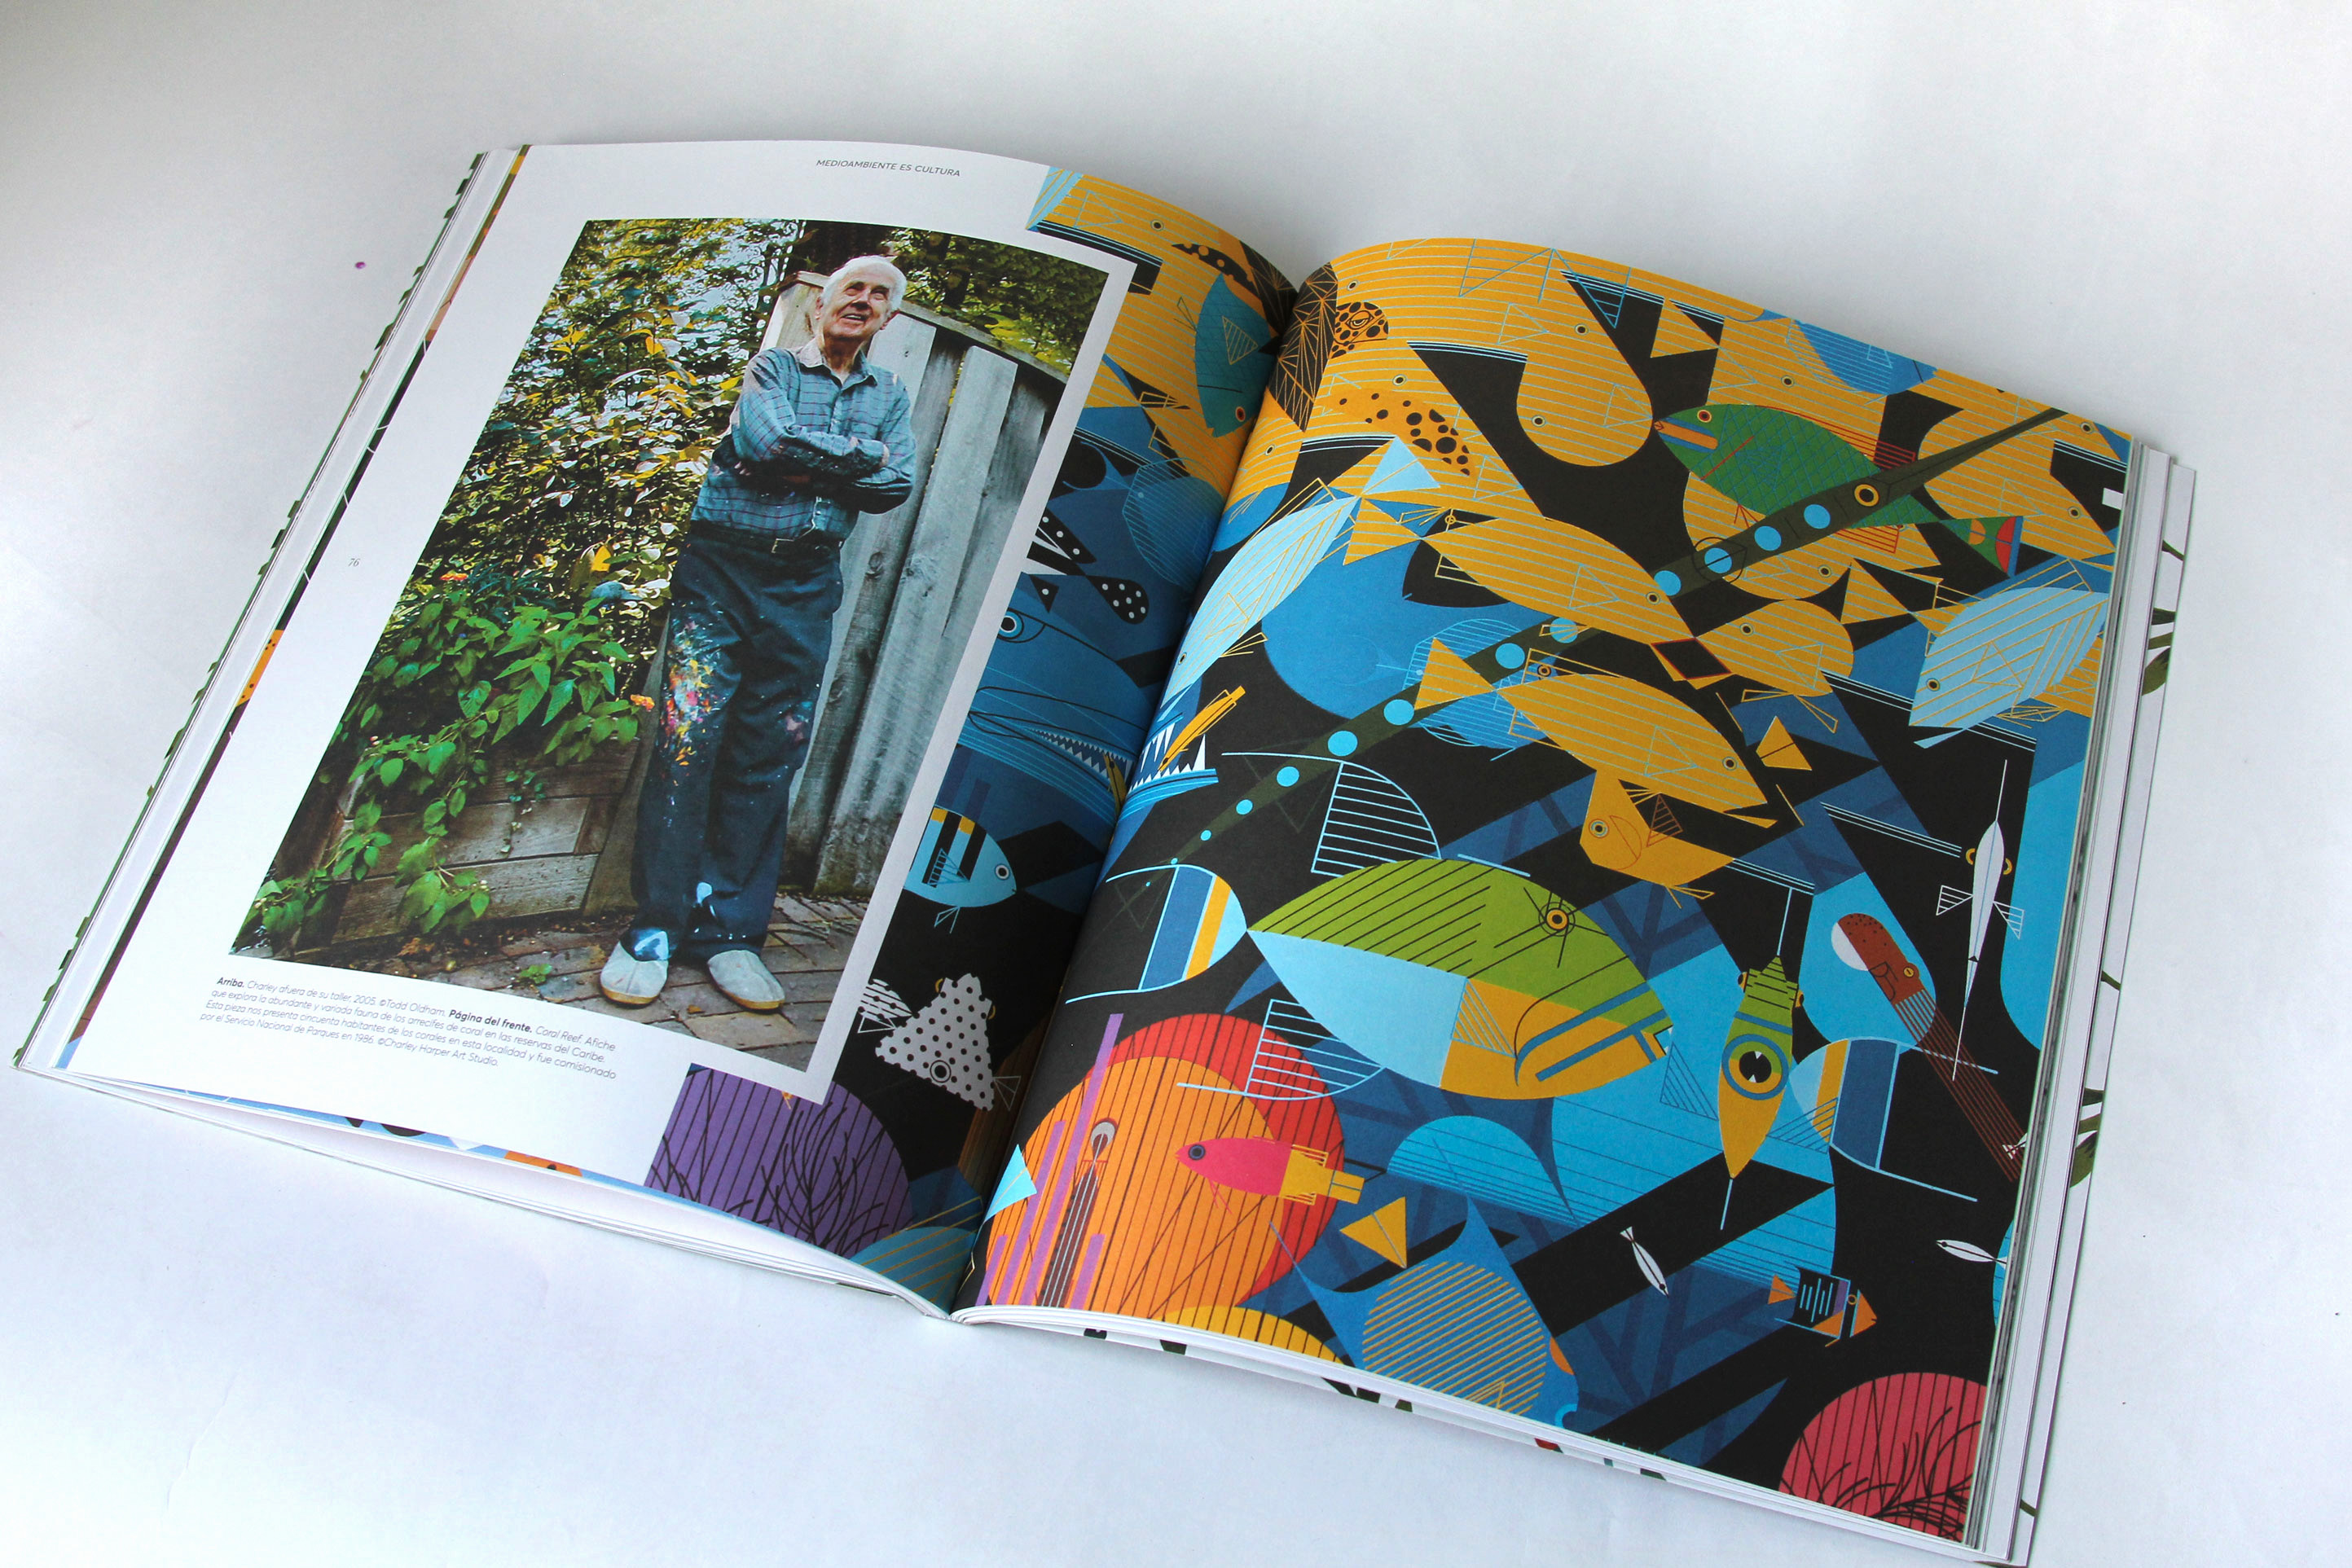 MEDIOAMBIENTE ES CULTURA
76
Arriba. Charley afuera de su taller, 2005. ©Todd Oldham. Página del frente. Coral Reef. Afiche
que explora la abundante y variada fauna de los arrecifes de coral en las reservas del Caribe.
Esta pieza nos presenta cincuenta habitantes de los corales en esta localidad y fue comisionado
por el Servicio Nacional de Parques en 1986. ©Charley Harper Art Studio.